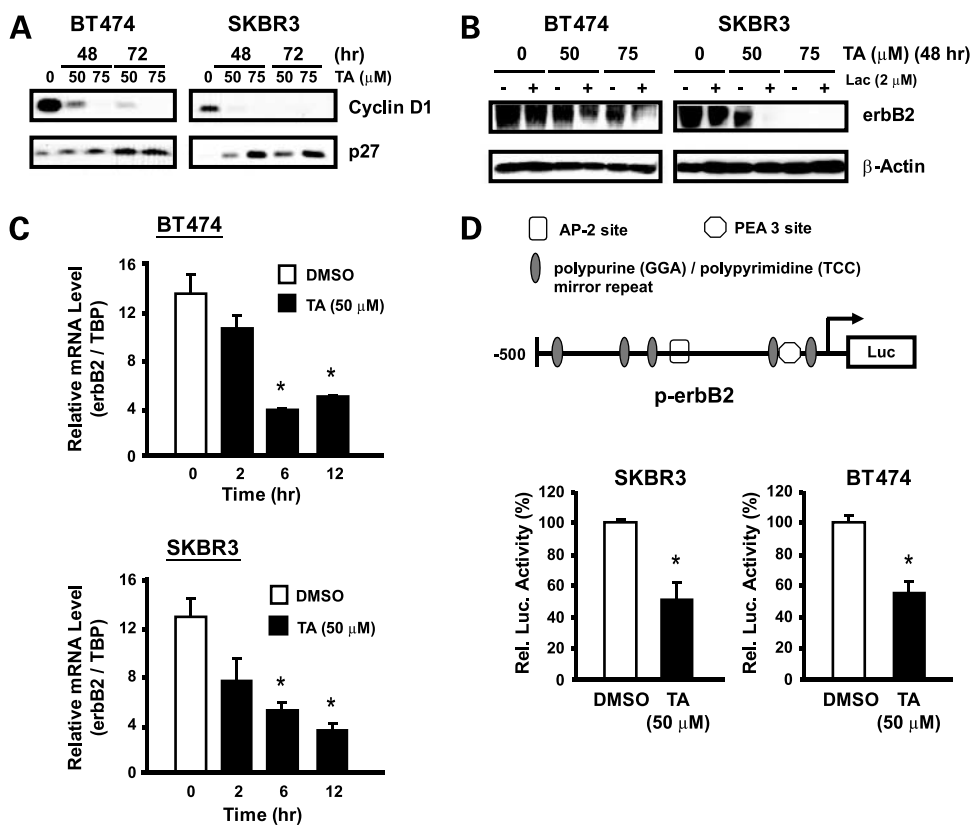 A
BT474 SKBR3
48 72 (hr) 48 72
0 50 75 50 75 TA (μM) 0 50 75 50 75
Cyclin D1
p27
B
BT474 SKBR3
0 50 75 0 50 75 TA (μM) (48 hr)
- + - + - + - + - + - + Lac (2 μM)
erbB2
β-Actin
C
BT474
Relative mRNA Level
(erbB2 / TBP)
16
12
8
4
0
DMSO
TA (50 μM)
* *
0 2 6 12
Time (hr)
SKBR3
Relative mRNA Level
(erbB2 / TBP)
16
12
8
4
0
DMSO
TA (50 μM)
* *
0 2 6 12
Time (hr)
D
AP-2 site PEA 3 site
polypurine (GGA) / polypyrimidine (TCC)
mirror repeat
-500 Luc
p-erbB2
SKBR3
Rel. Luc. Activity (%)
120
100
80
60
40
20
0
*
DMSO TA
(50 μM)
BT474
Rel. Luc. Activity (%)
120
100
80
60
40
20
0
*
DMSO TA
(50 μM)